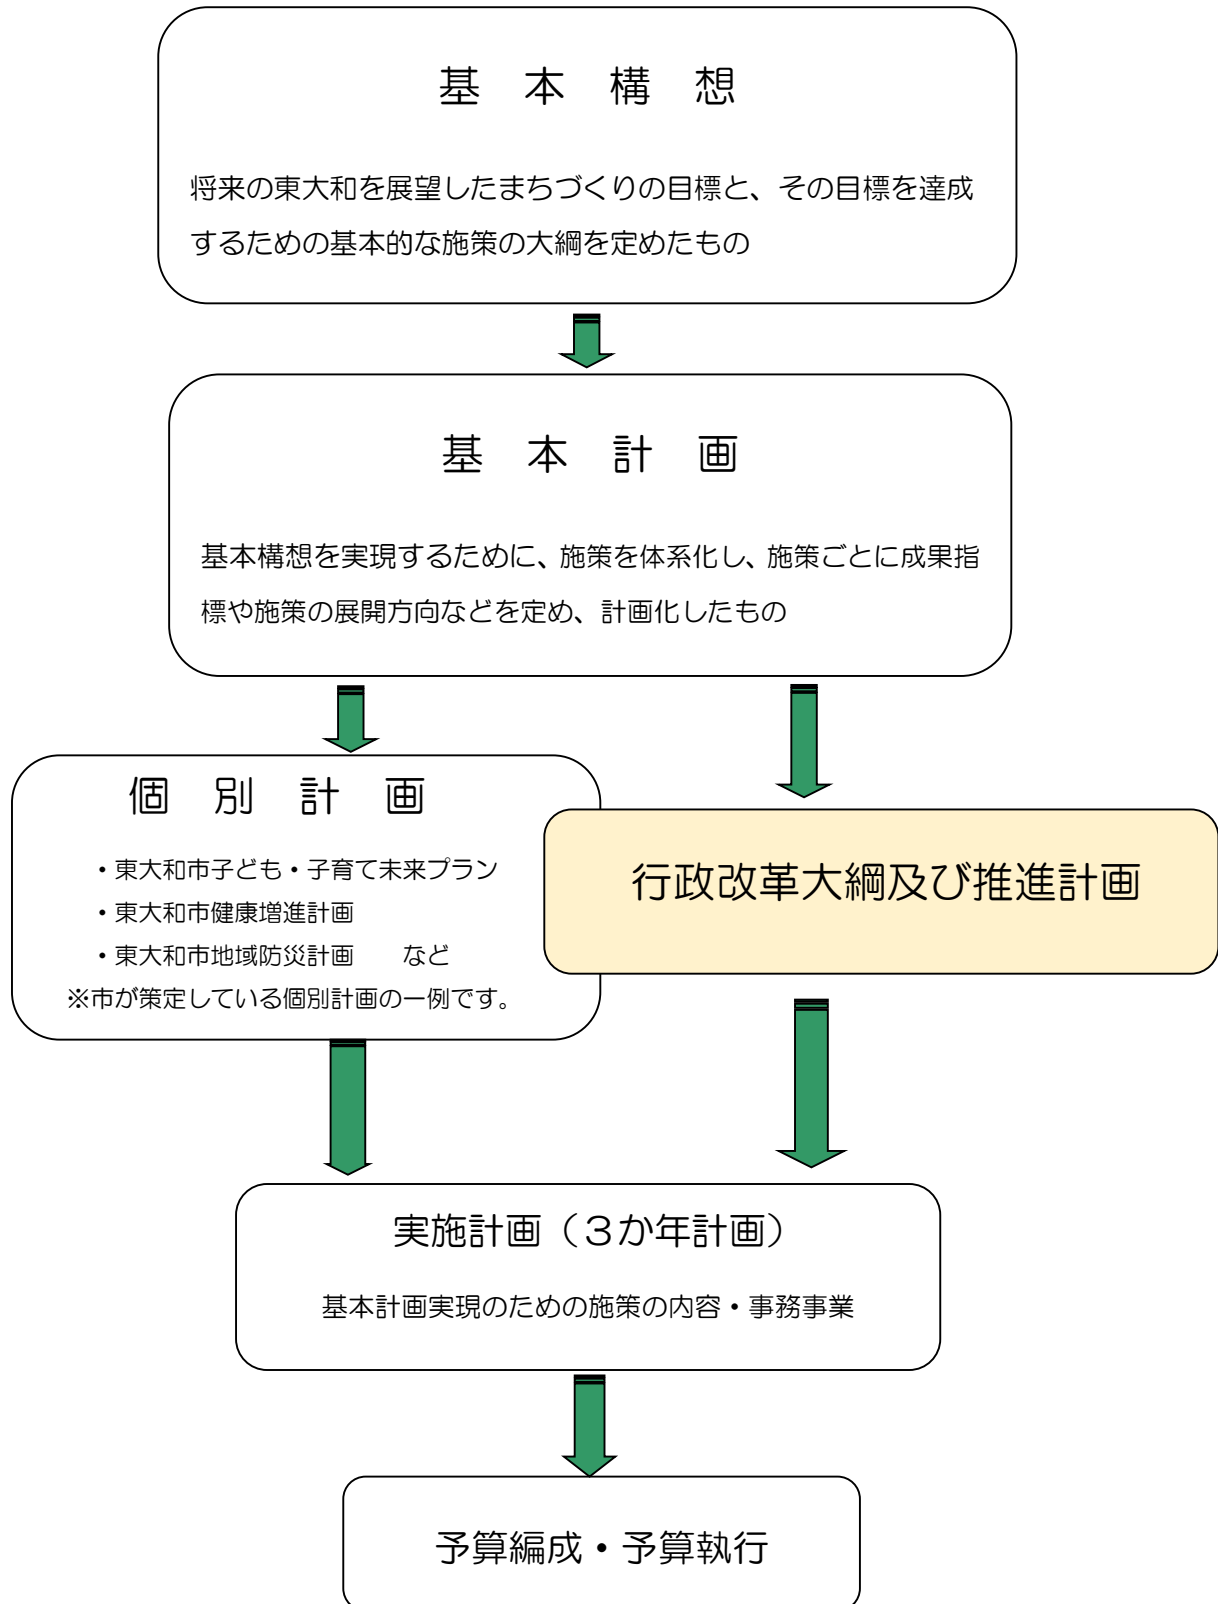 基　本　構　想
将来の東大和を展望したまちづくりの目標と、その目標を達成
するための基本的な施策の大綱を定めたもの
基　本　計　画
基本構想を実現するために、施策を体系化し、施策ごとに成果指
標や施策の展開方向などを定め、計画化したもの
個　別　計　画
・東大和市子ども・子育て未来プラン
・東大和市健康増進計画
・東大和市地域防災計画　　など
※市が策定している個別計画の一例です。
行政改革大綱及び推進計画
実施計画（３か年計画）
基本計画実現のための施策の内容・事務事業
予算編成・予算執行